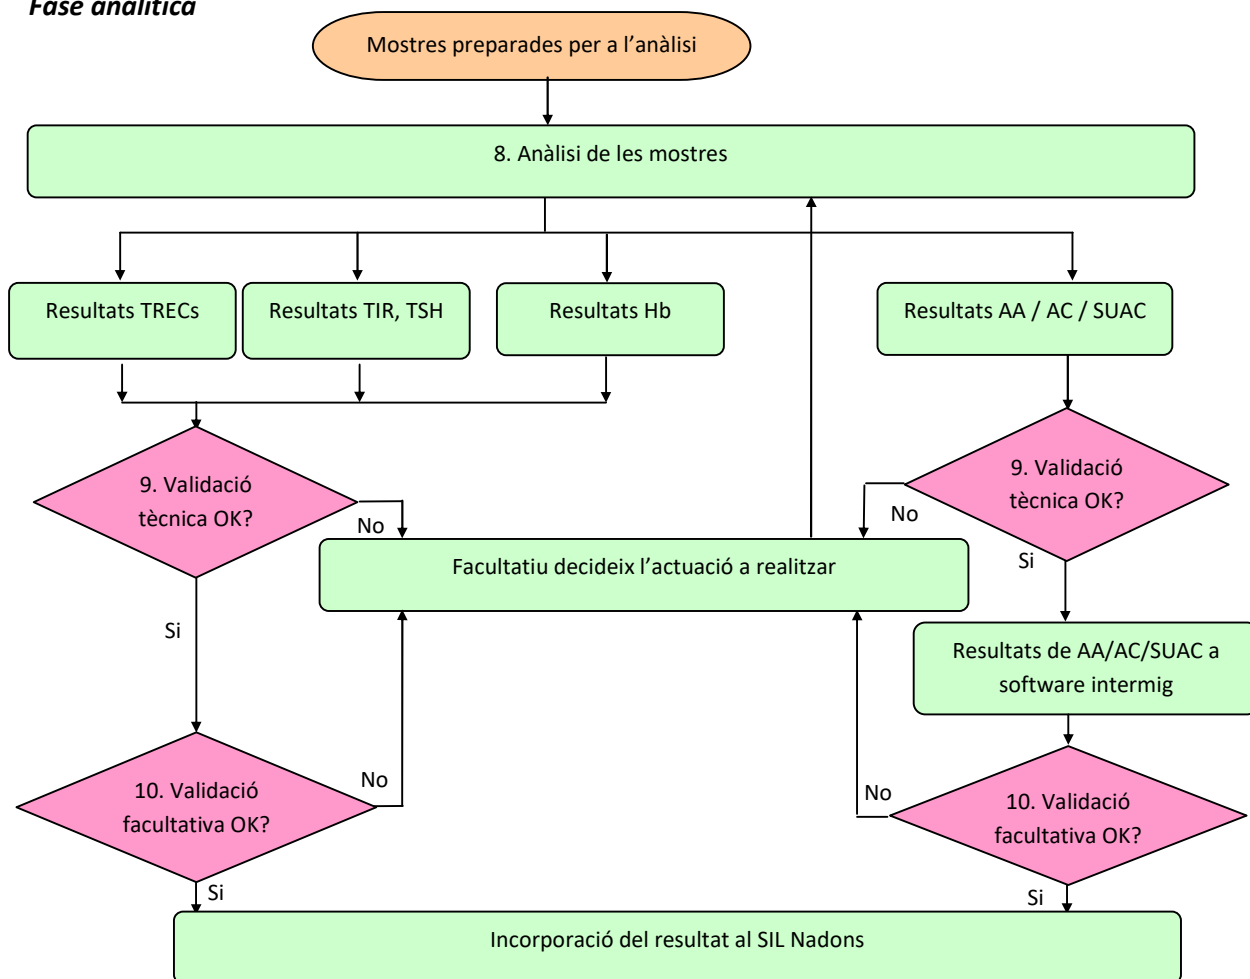 Fase analítica
Mostres preparades per a l’anàlisi
8. Anàlisi de les mostres
Resultats TRECs
Resultats TIR, TSH
Resultats Hb
Resultats AA / AC / SUAC
9. Validació
tècnica OK?
No
9. Validació
tècnica OK?
No
Si
Facultatiu decideix l’actuació a realitzar
Si
Resultats de AA/AC/SUAC a
software intermig
10. Validació
facultativa OK?
No
10. Validació
facultativa OK?
No
Si
Si
Incorporació del resultat al SIL Nadons